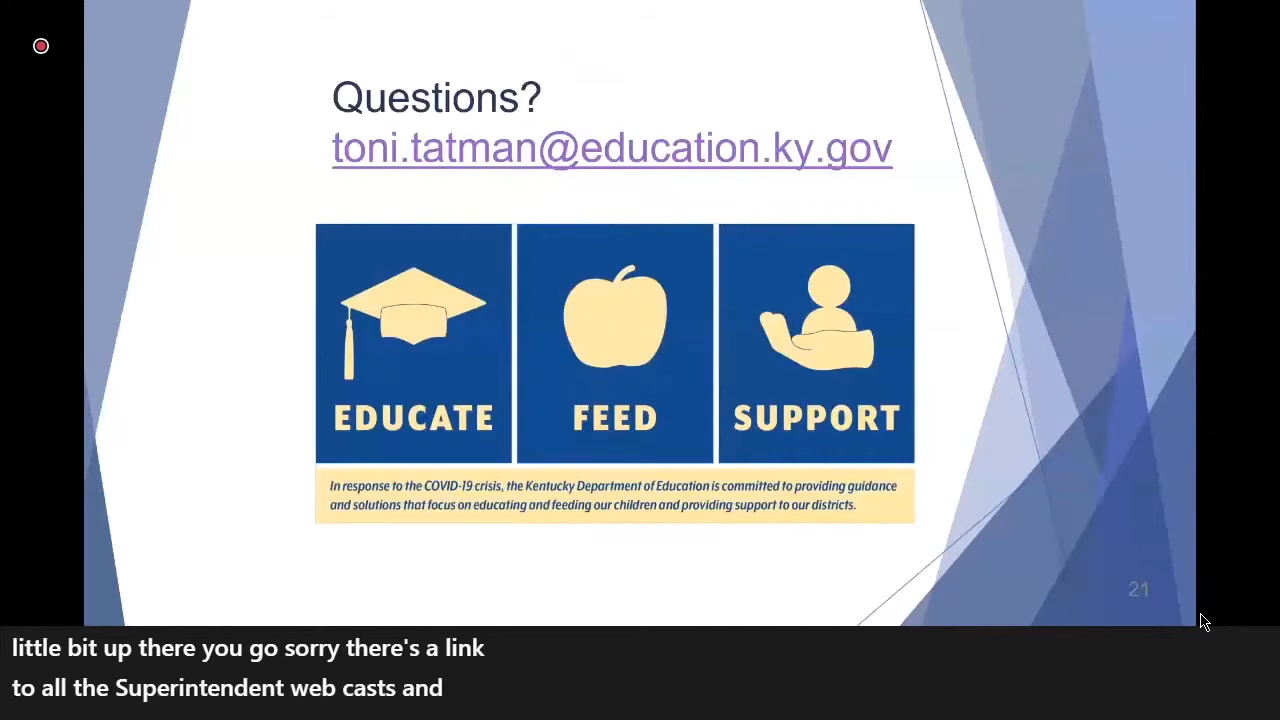 Questions?
toni.tatman@education.ky.gov
EDUCATE
FEED
SUPPORT
In response to the COVID-19 crisis, the Kentucky Department of Education is committed to providing guidance
and solutions that focus on educating and feeding our children and providing support to our districts.
21
little bit up there you go sorry there's a link
to all the Superintendent web casts and